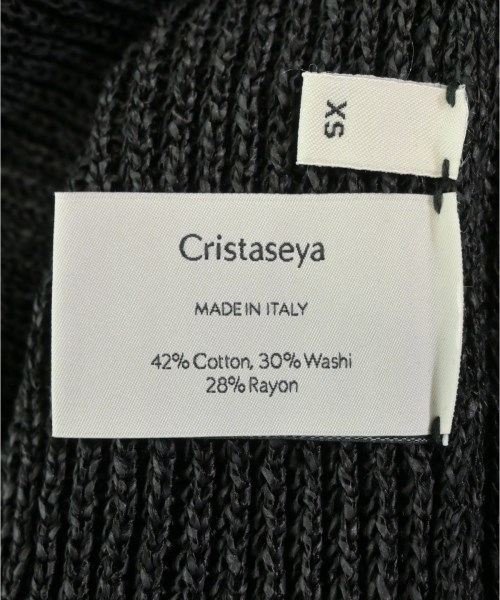 XS
Cristaseya
MADE IN ITALY
42% Cotton, 30% Washi
28% Rayon